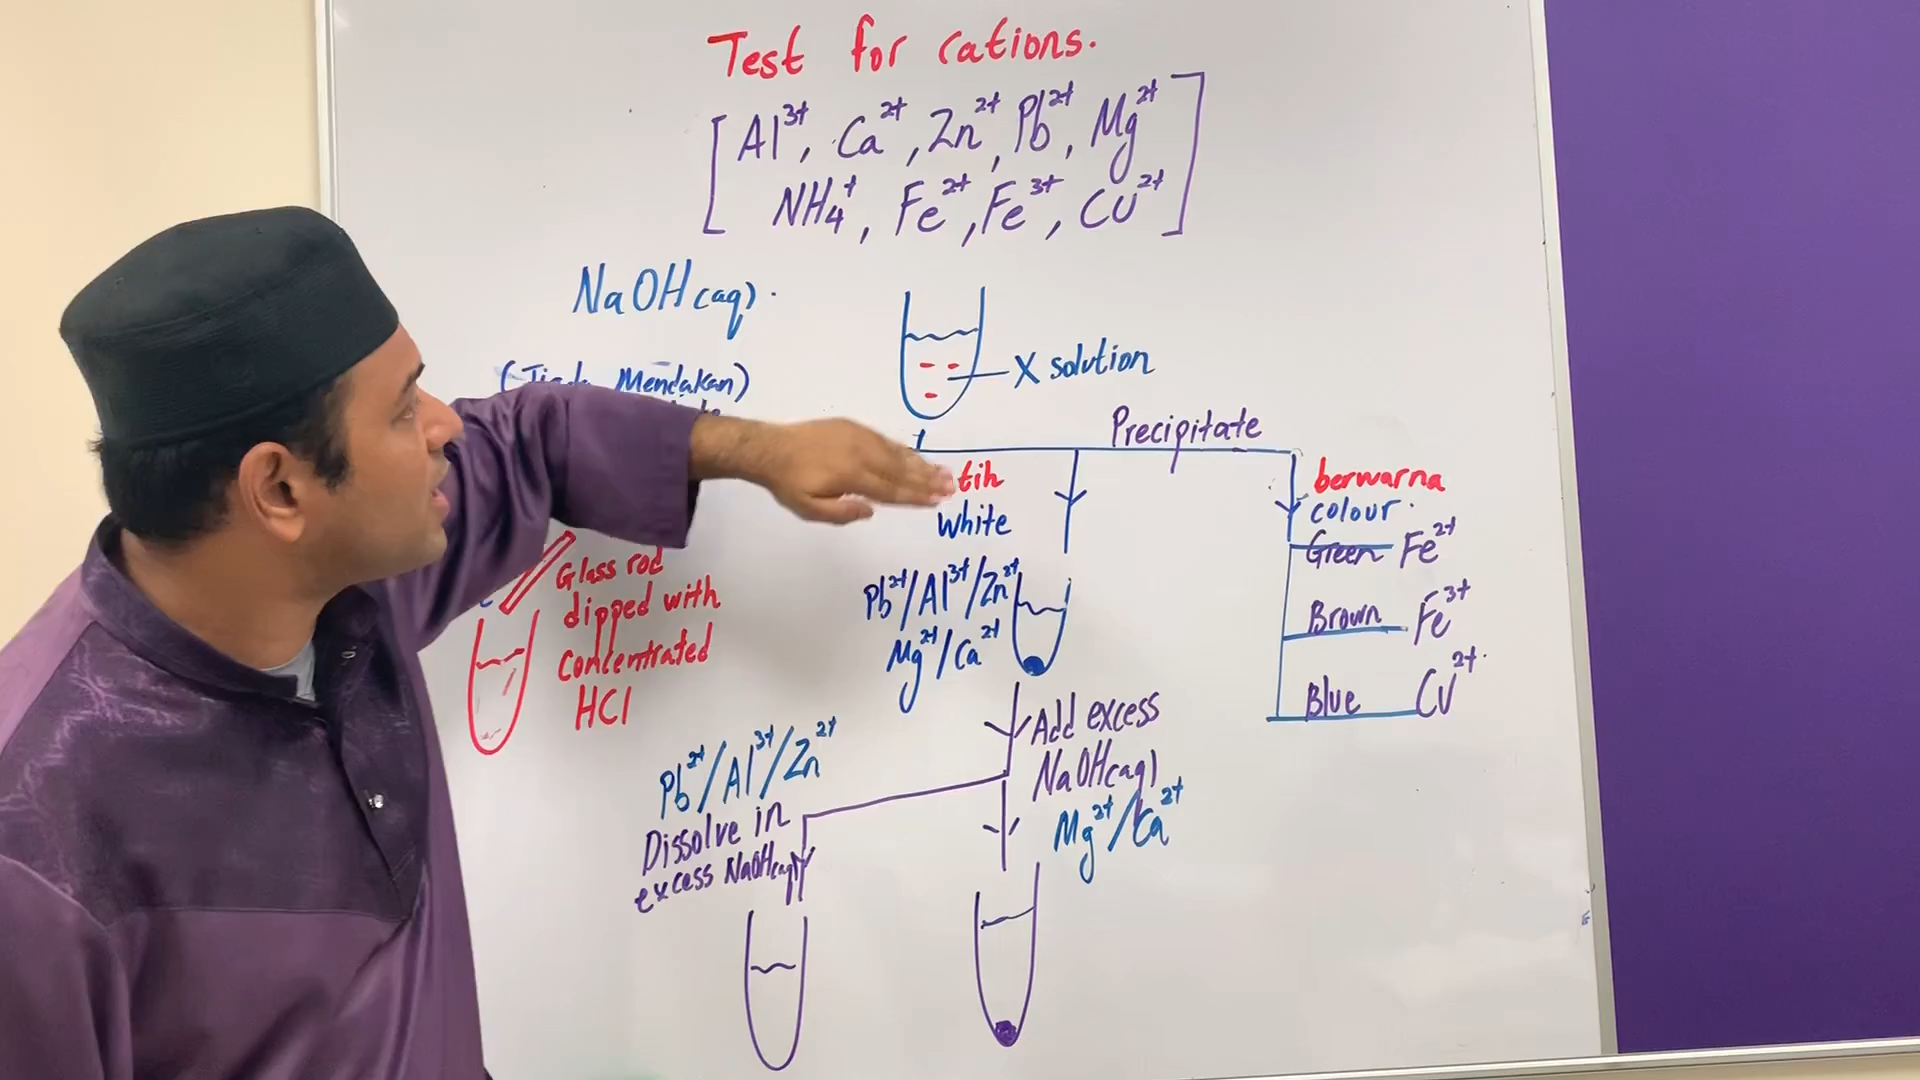 Test for cations.
[Al³⁺, Ca²⁺, Zn²⁺, Pb²⁺, Mg²⁺
NH₄⁺, Fe²⁺, Fe³⁺, Cu²⁺]
NaOH(aq).
X solution
(Mendakan)
Precipitate
White
berwarna
colour.
Green Fe²⁺
Brown Fe³⁺
Blue Cu²⁺.
Glass rod
dipped with
concentrated
HCl
Pb²⁺/Al³⁺/Zn²⁺
Mg²⁺/Ca²⁺
Add excess
NaOH(aq)
Mg²⁺/Ca²⁺
Pb²⁺/Al³⁺/Zn²⁺
Dissolve in
excess NaOH(aq)